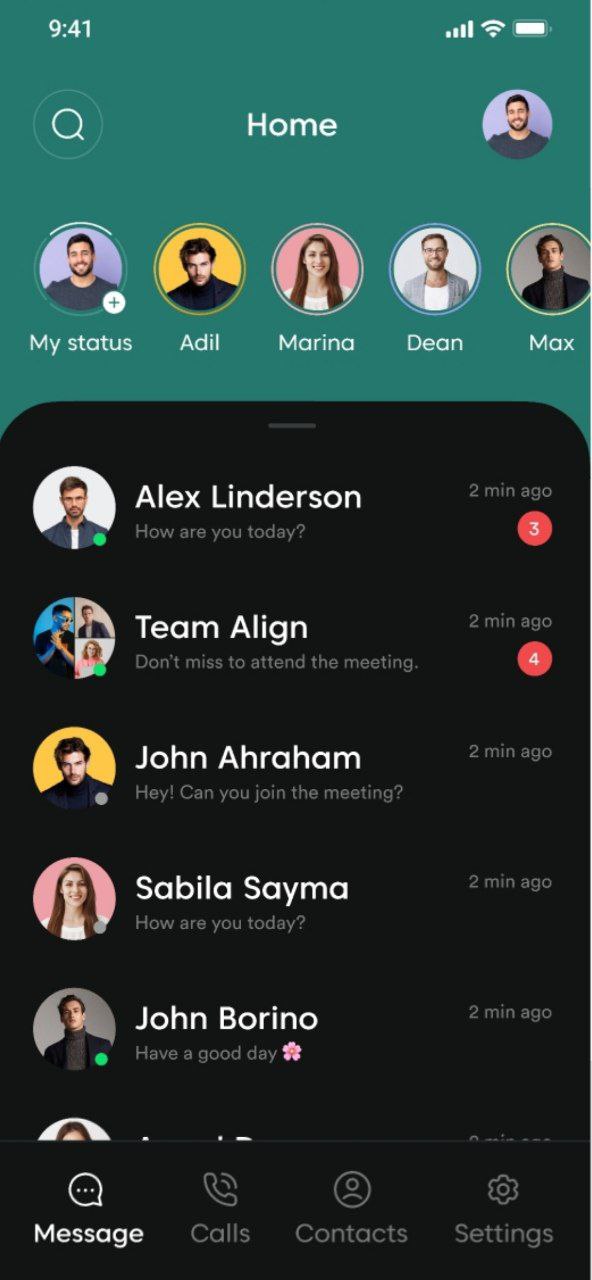 9:41
Home
My status
Adil
Marina
Dean
Max
Alex Linderson
2 min ago
How are you today?
3
Team Align
2 min ago
Don't miss to attend the meeting.
4
John Ahraham
2 min ago
Hey! Can you join the meeting?
Sabila Sayma
2 min ago
How are you today?
John Borino
2 min ago
Have a good day 🌸
Message
Calls
Contacts
Settings